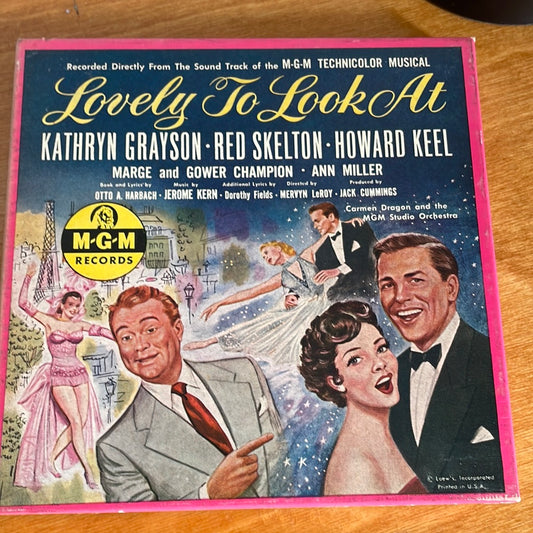 Recorded Directly From The Sound Track of the M-G-M TECHNICOLOR MUSICAL
Lovely To Look At
KATHRYN GRAYSON · RED SKELTON · HOWARD KEEL
MARGE and GOWER CHAMPION · ANN MILLER
Book and Lyrics by Music by Additional Lyrics by Directed by Produced by
OTTO A. HARBACH · JEROME KERN · Dorothy Fields · MERVYN LeROY · JACK CUMMINGS
Carmen Dragon and the
MGM Studio Orchestra
M-G-M
RECORDS
© Loew's, Incorporated
Printed in U.S.A.